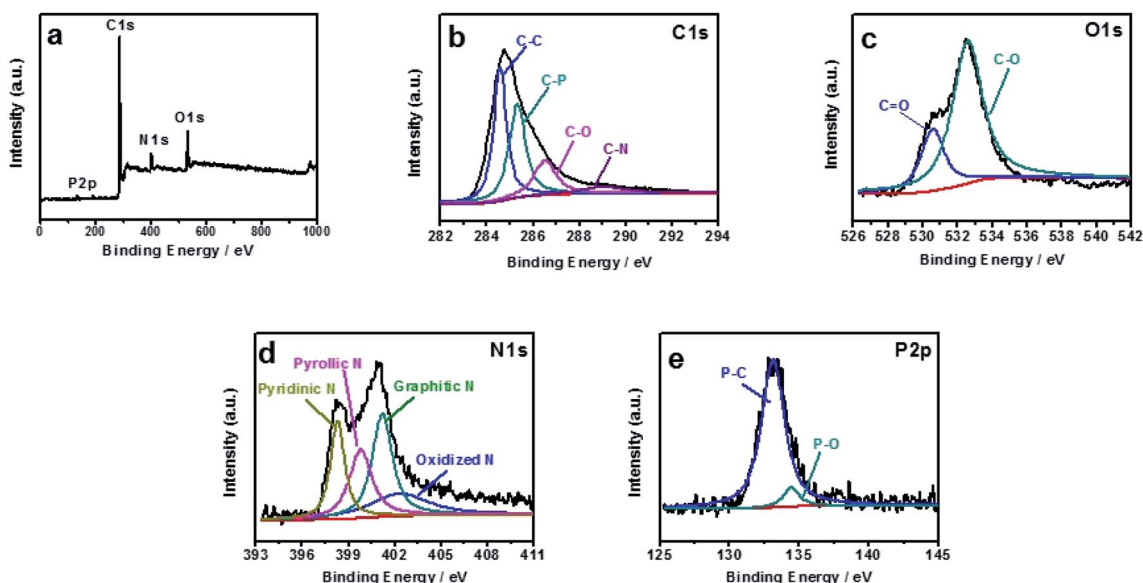 a
C1s
N1s
O1s
P2p
Intensity (a.u.)
0 200 400 600 800 1000
Binding Energy / eV
b
C1s
C-C
C-P
C-O
C-N
Intensity (a.u.)
282 284 286 288 290 292 294
Binding Energy / eV
c
O1s
C-O
C=O
Intensity (a.u.)
526 528 530 532 534 536 538 540 542
Binding Energy / eV
d
N1s
Pyrollic N
Pyridinic N
Graphitic N
Oxidized N
Intensity (a.u.)
393 396 399 402 405 408 411
Binding Energy / eV
e
P2p
P-C
P-O
Intensity (a.u.)
125 130 135 140 145
Binding Energy / eV